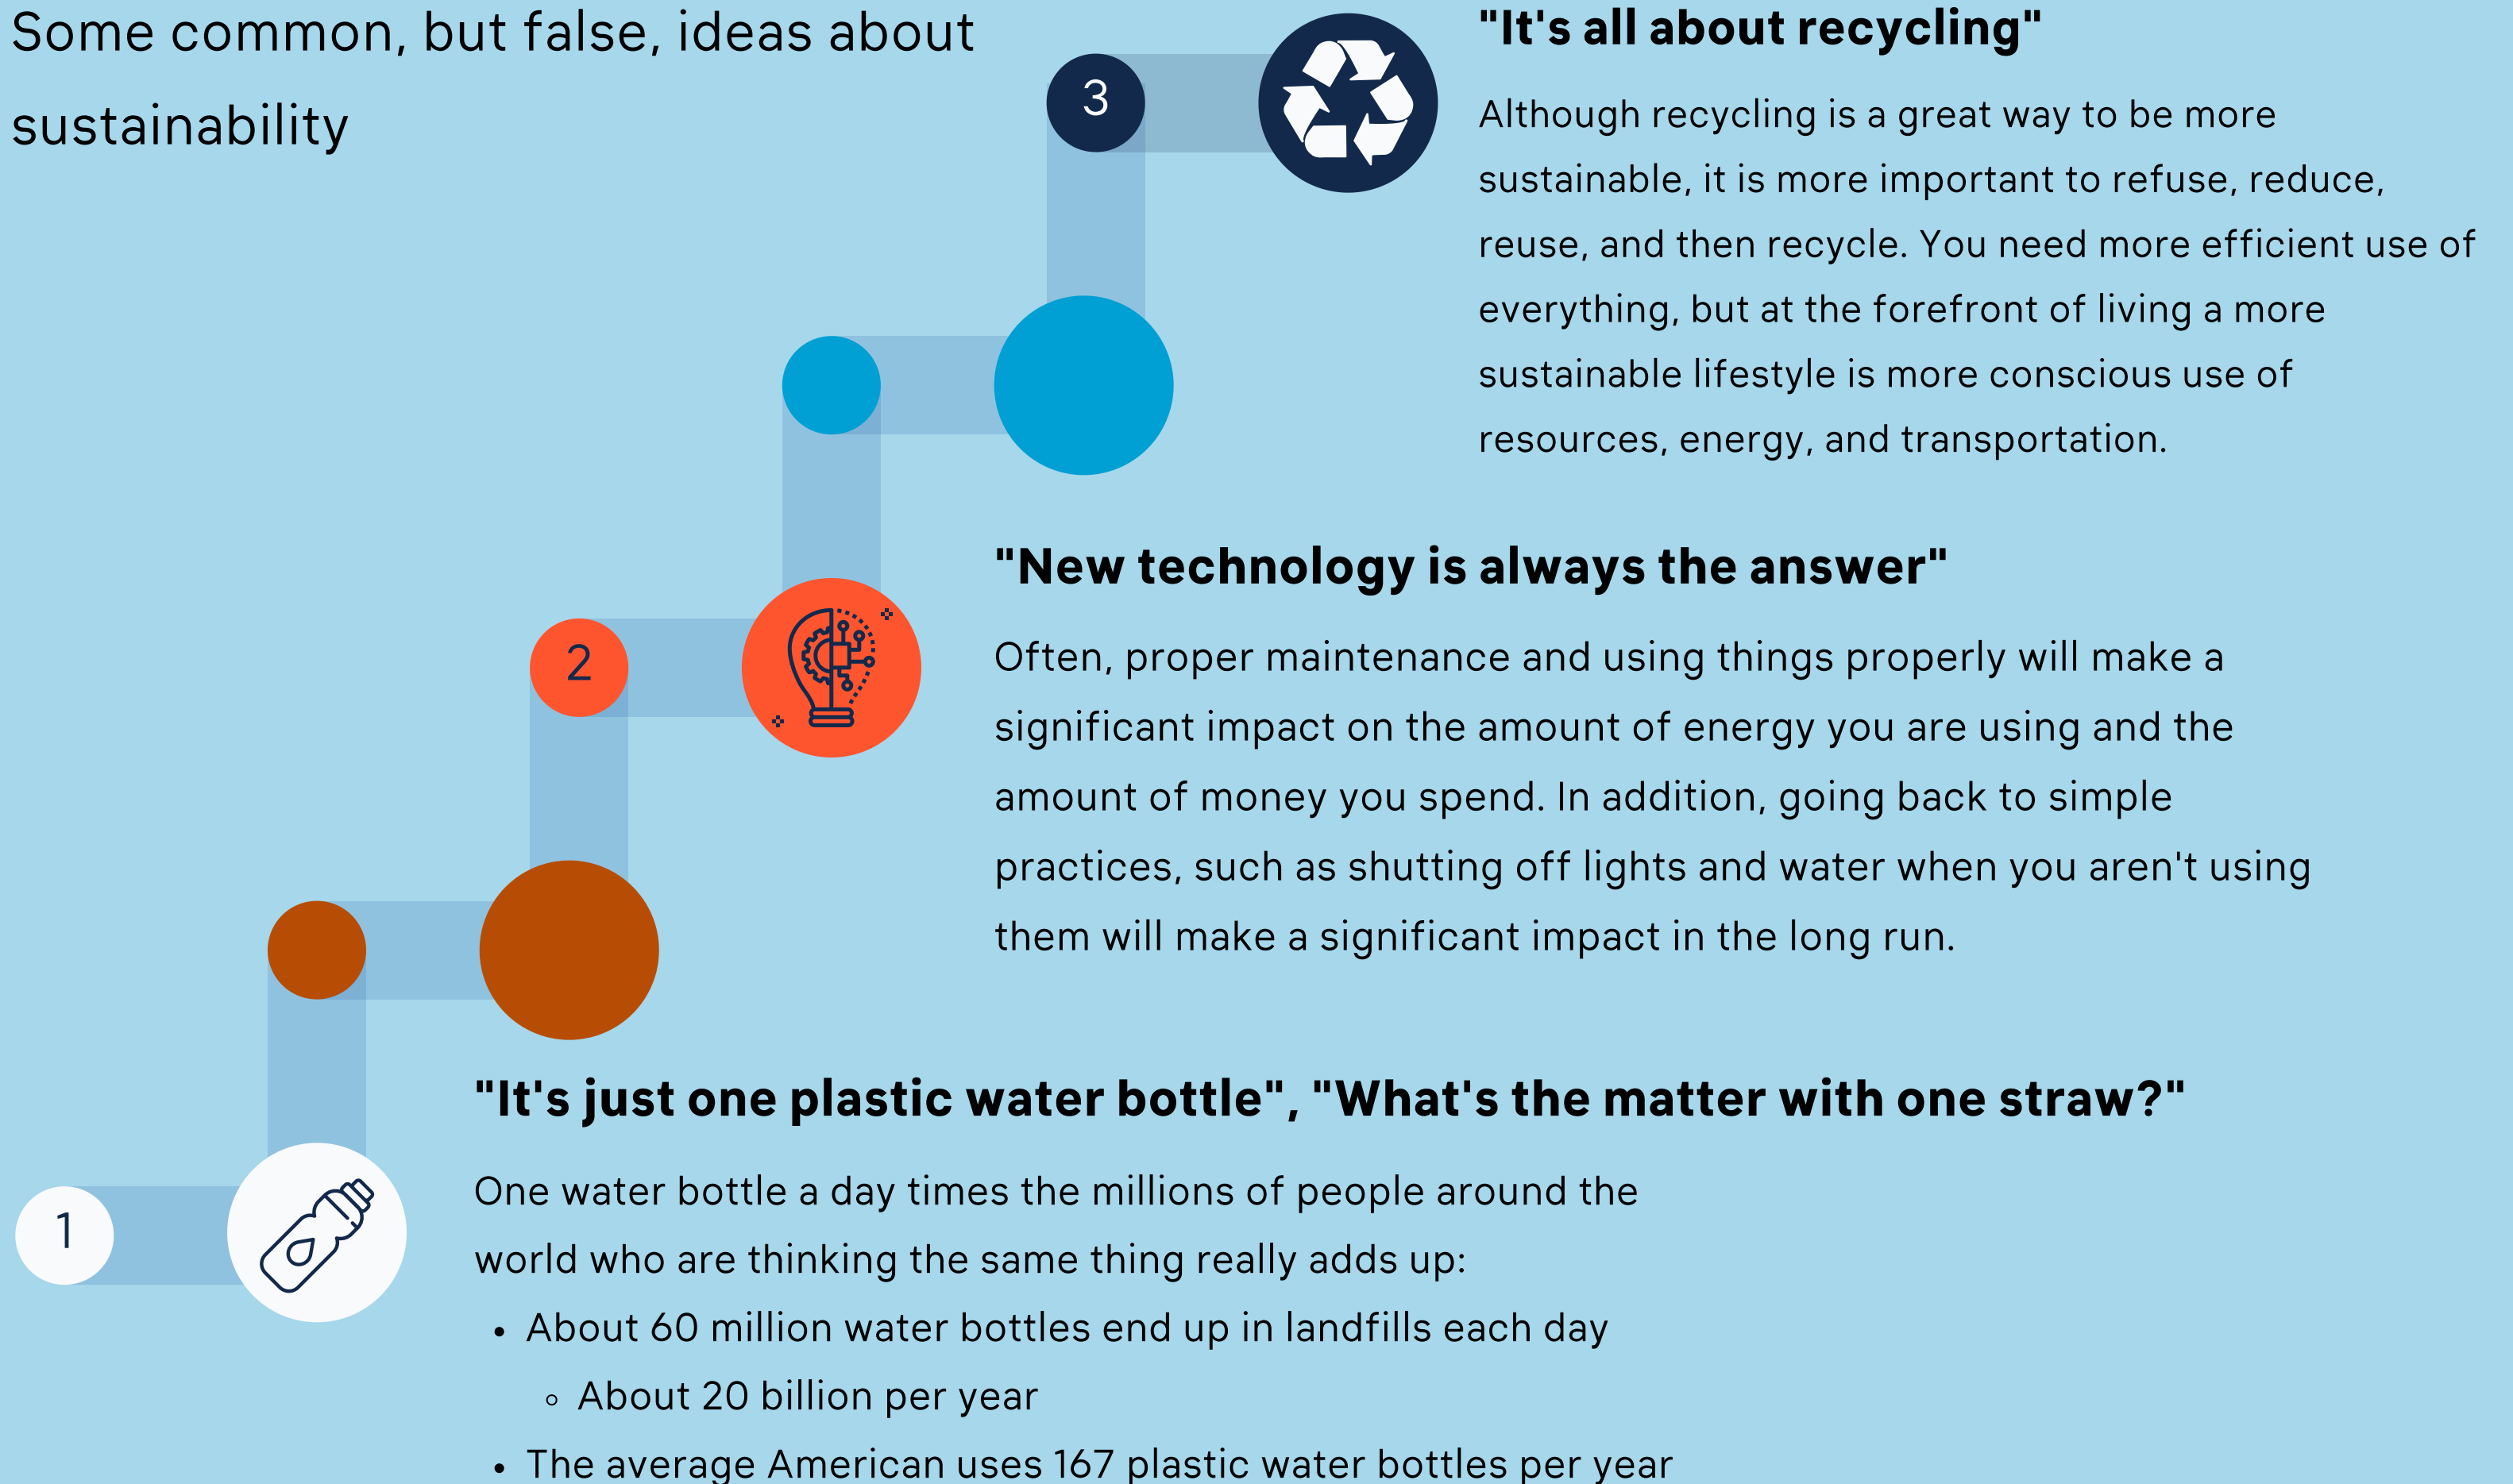 Some common, but false, ideas about
sustainability
3
"It's all about recycling"
Although recycling is a great way to be more
sustainable, it is more important to refuse, reduce,
reuse, and then recycle. You need more efficient use of
everything, but at the forefront of living a more
sustainable lifestyle is more conscious use of
resources, energy, and transportation.
2
"New technology is always the answer"
Often, proper maintenance and using things properly will make a
significant impact on the amount of energy you are using and the
amount of money you spend. In addition, going back to simple
practices, such as shutting off lights and water when you aren't using
them will make a significant impact in the long run.
1
"It's just one plastic water bottle", "What's the matter with one straw?"
One water bottle a day times the millions of people around the
world who are thinking the same thing really adds up:
• About 60 million water bottles end up in landfills each day
◦ About 20 billion per year
• The average American uses 167 plastic water bottles per year